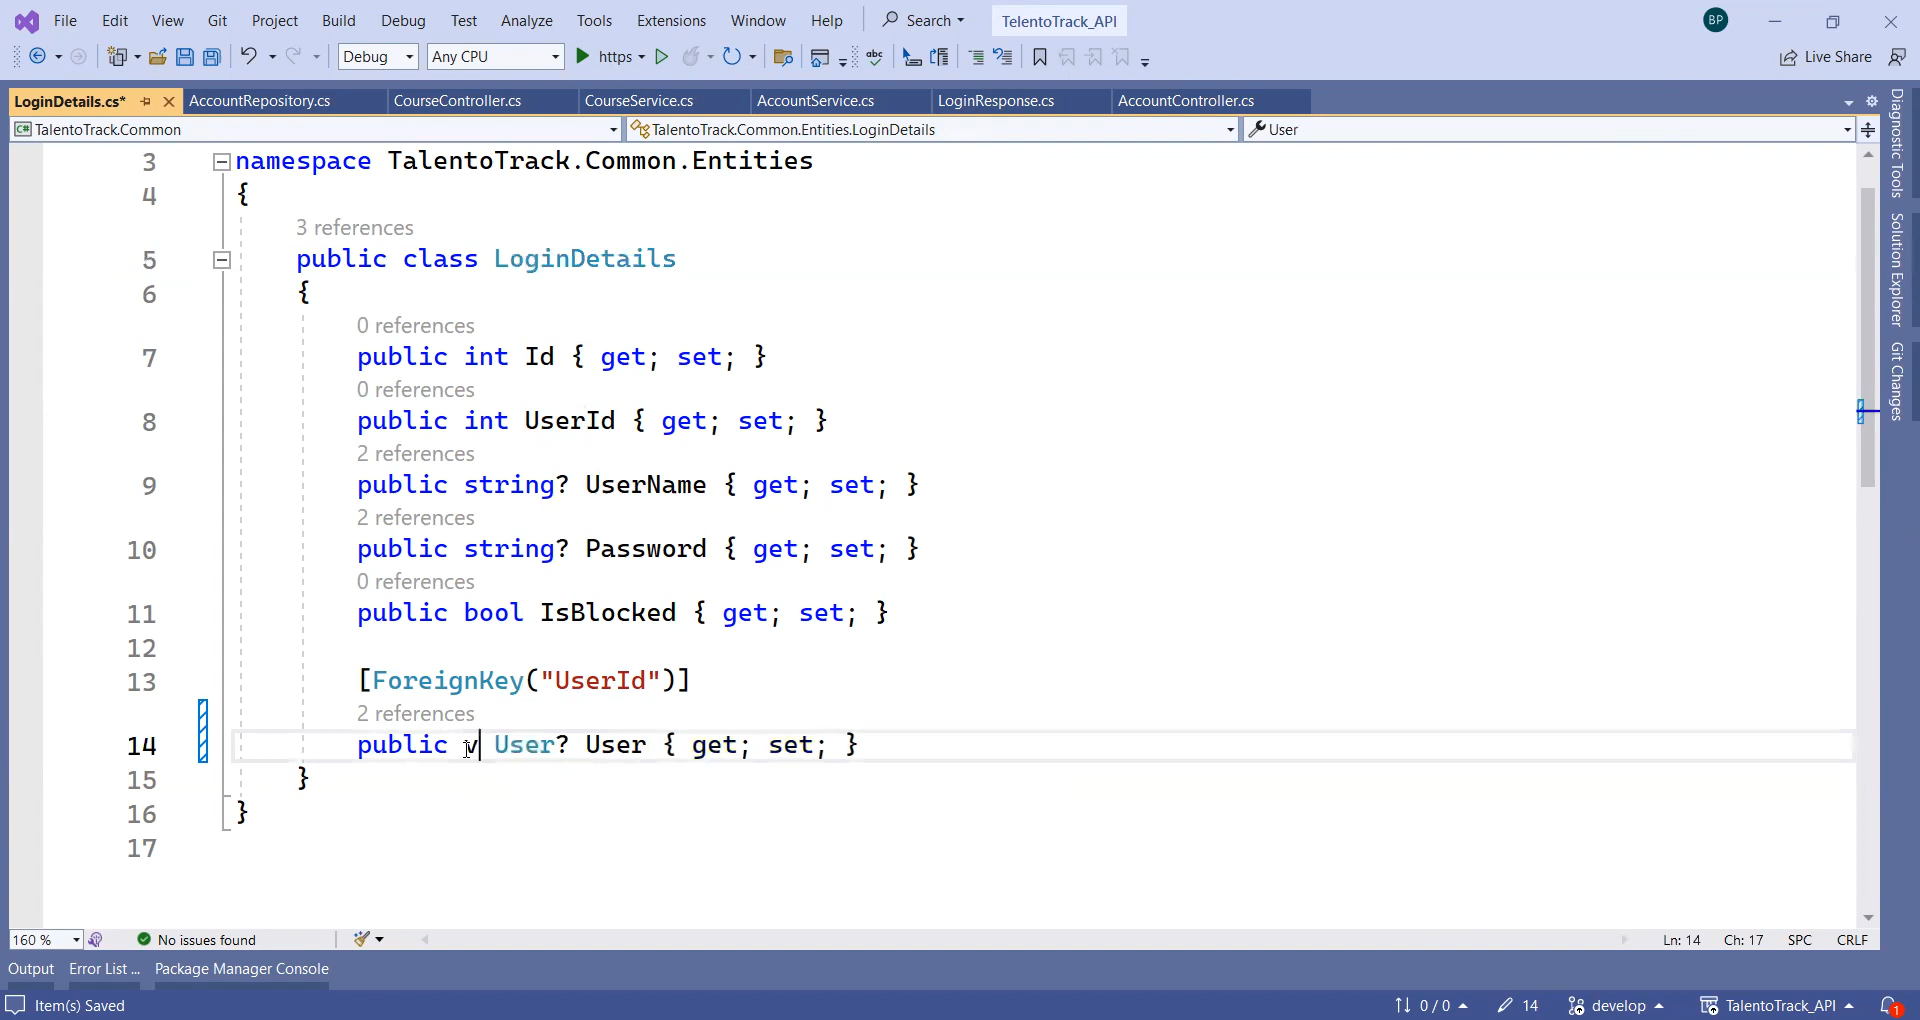 File Edit View Git Project Build Debug Test Analyze Tools Extensions Window Help Search TalentoTrack_API BP
Debug Any CPU https abc Live Share
LoginDetails.cs* AccountRepository.cs CourseController.cs CourseService.cs AccountService.cs LoginResponse.cs AccountController.cs
C# TalentoTrack.Common TalentoTrack.Common.Entities.LoginDetails User
3 namespace TalentoTrack.Common.Entities
4 {
3 references
5 public class LoginDetails
6 {
0 references
7 public int Id { get; set; }
0 references
8 public int UserId { get; set; }
2 references
9 public string? UserName { get; set; }
2 references
10 public string? Password { get; set; }
0 references
11 public bool IsBlocked { get; set; }
12
13 [ForeignKey("UserId")]
2 references
14 public v User? User { get; set; }
15 }
16 }
17
Diagnostic Tools
Solution Explorer
Git Changes
160 % No issues found Ln: 14 Ch: 17 SPC CRLF
Output Error List ... Package Manager Console
Item(s) Saved 0 / 0 14 develop TalentoTrack_API 1